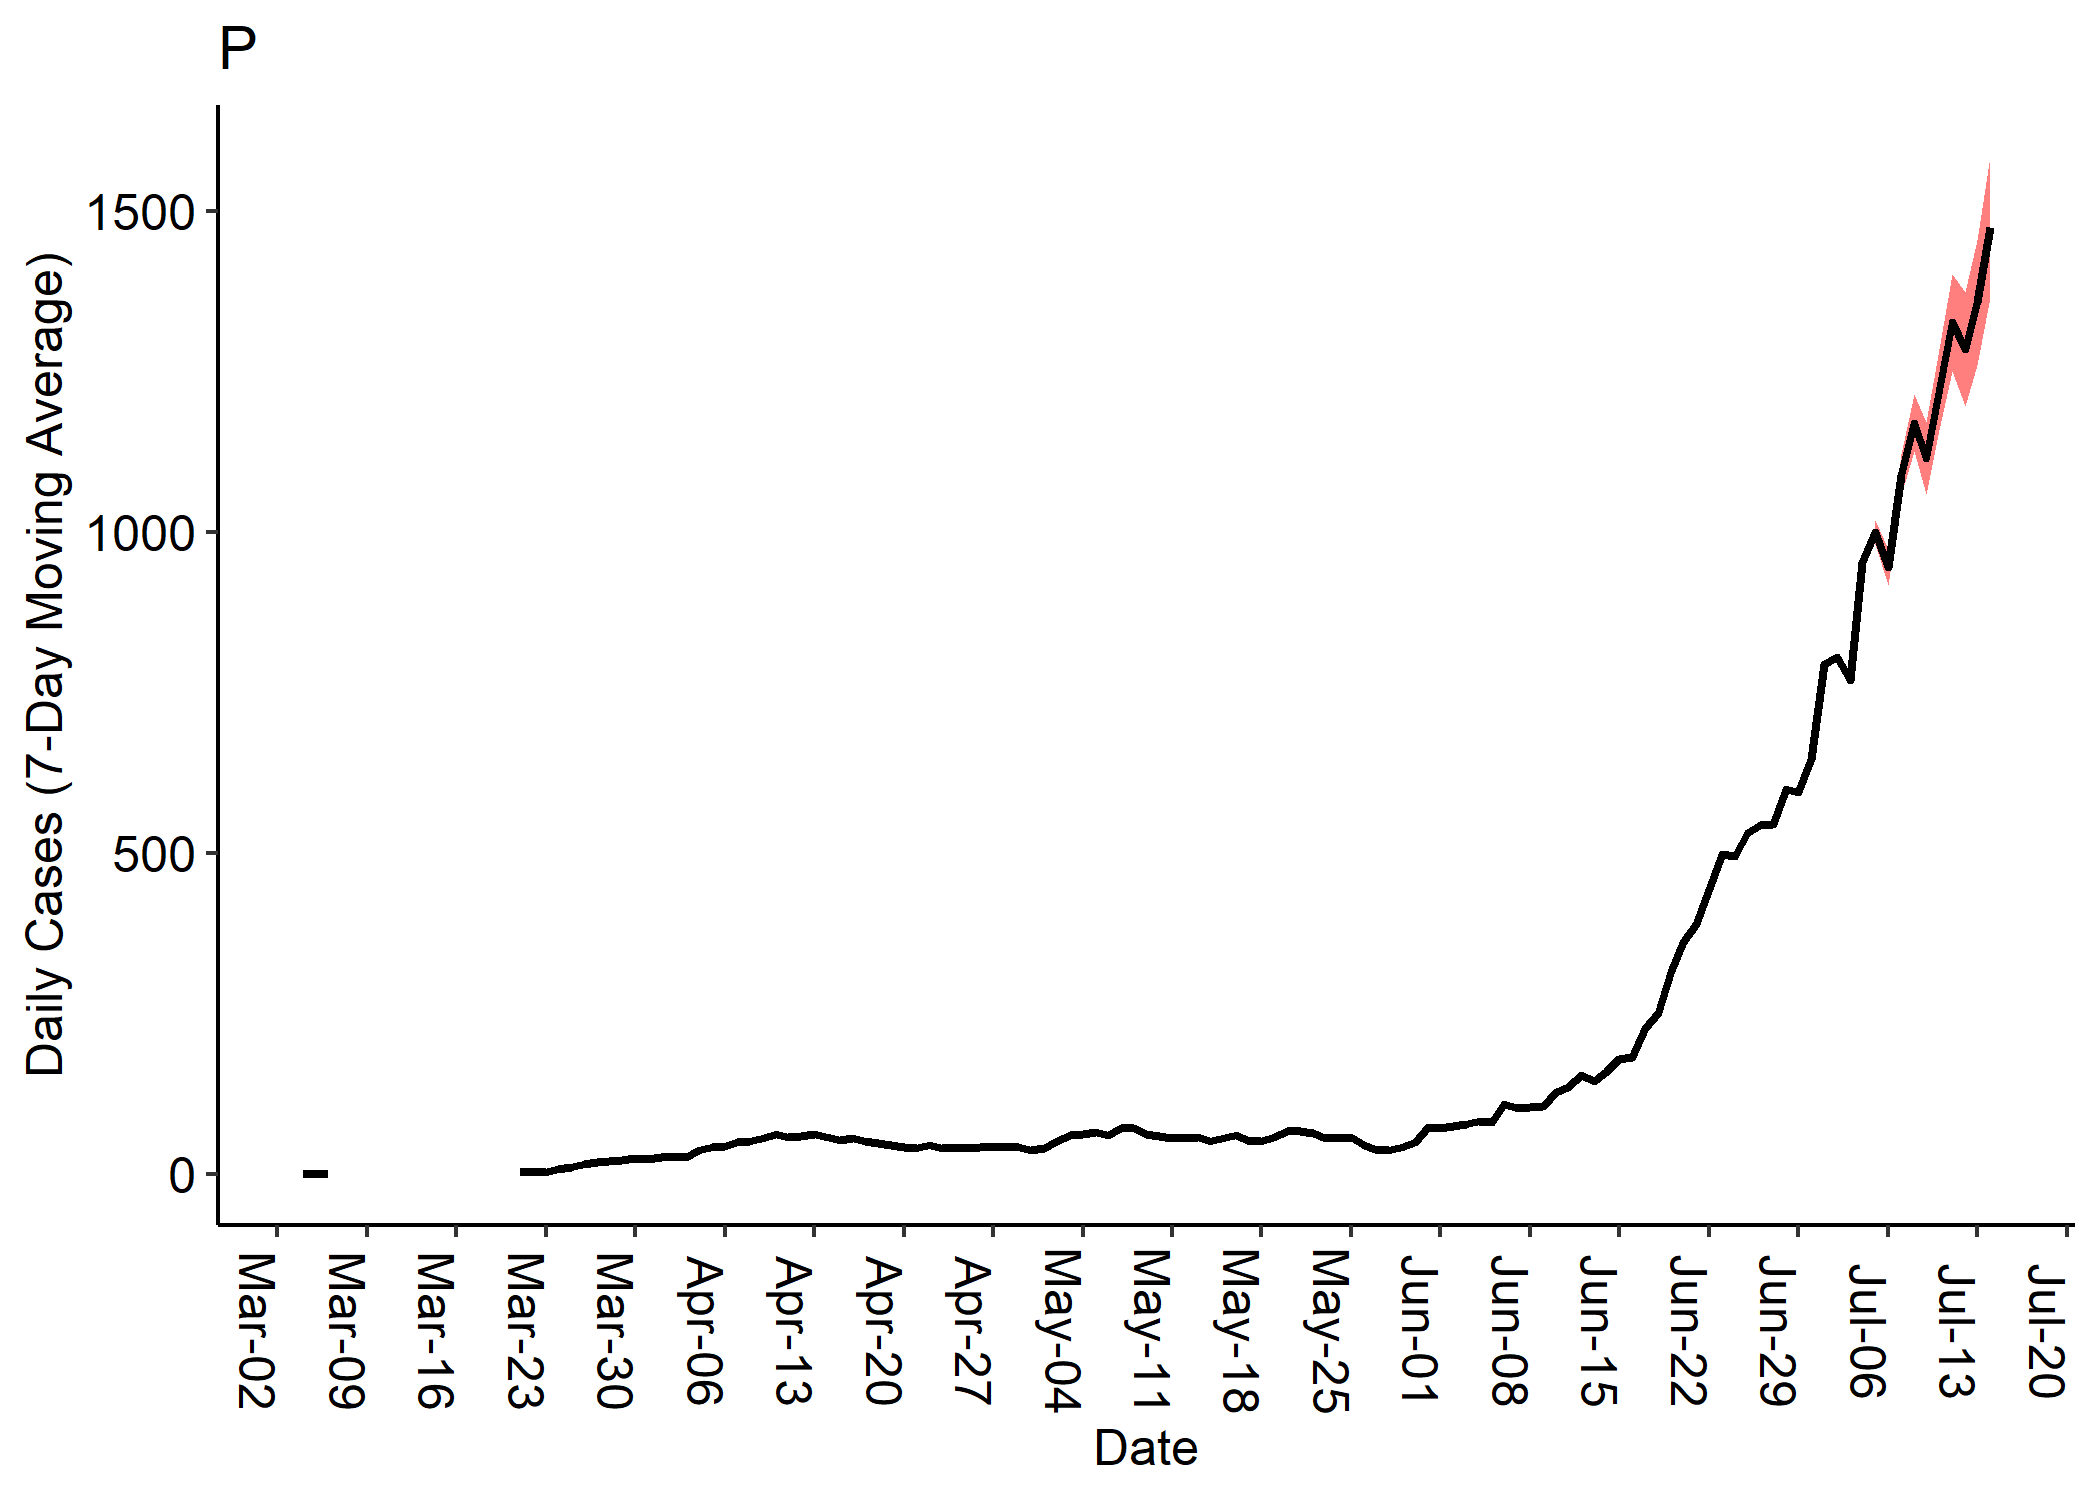 P
Daily Cases (7-Day Moving Average)
1500
1000
500
0
Mar-02
Mar-09
Mar-16
Mar-23
Mar-30
Apr-06
Apr-13
Apr-20
Apr-27
May-04
May-11
May-18
May-25
Jun-01
Jun-08
Jun-15
Jun-22
Jun-29
Jul-06
Jul-13
Jul-20
Date